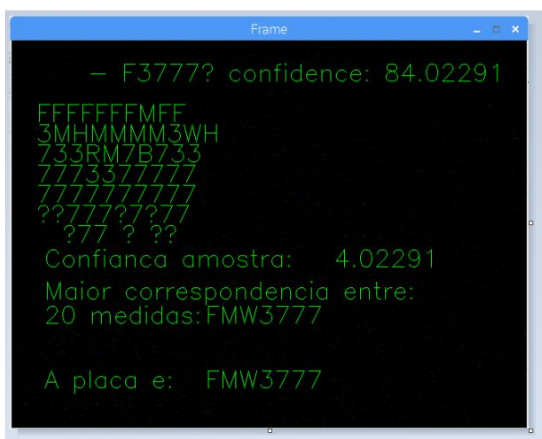 Frame
– F3777? confidence: 84.02291
FFFFFFFMFF
3MHMMMM3WH
733RM7B733
7773377777
7777777777
??777?7?77
?77 ? ??
Confianca amostra: 4.02291
Maior correspondencia entre:
20 medidas:FMW3777
A placa e: FMW3777